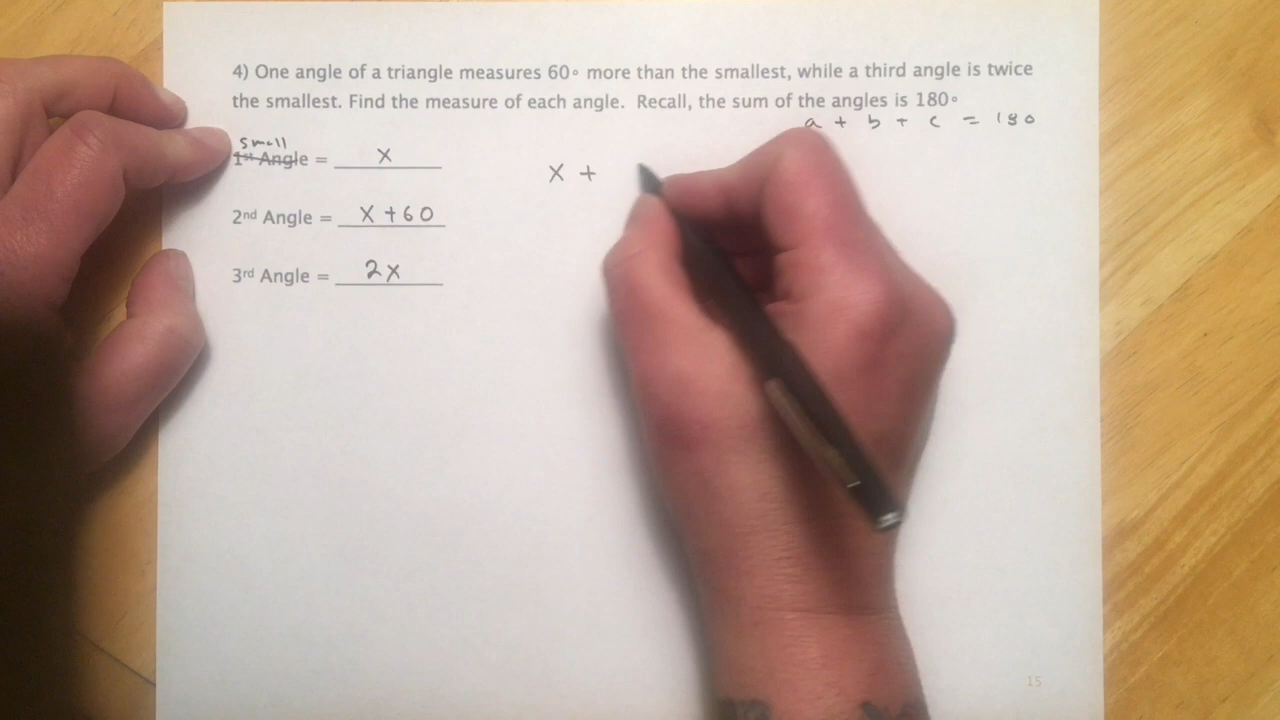 4) One angle of a triangle measures 60° more than the smallest, while a third angle is twice
the smallest. Find the measure of each angle. Recall, the sum of the angles is 180°
a + b + c = 180
small
1st Angle = x
x +
2nd Angle = x + 60
3rd Angle = 2x
15